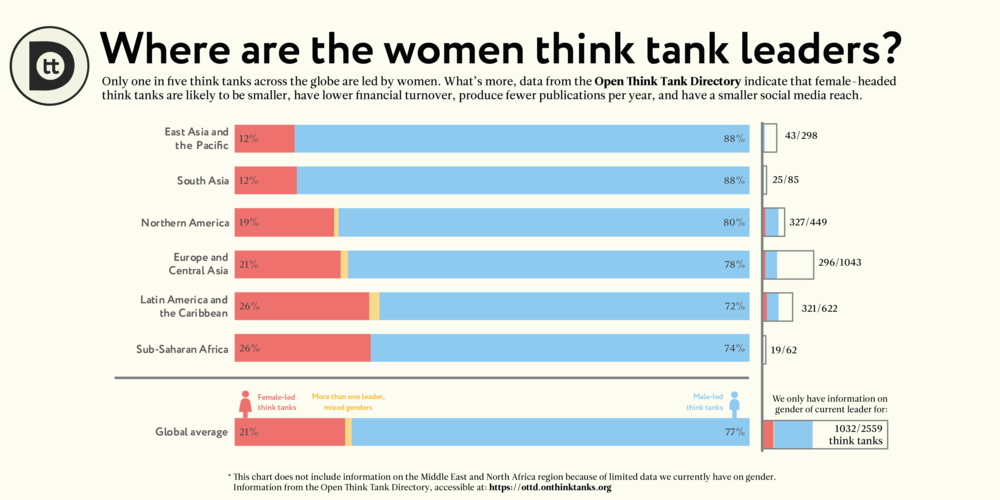 D tt
Where are the women think tank leaders?
Only one in five think tanks across the globe are led by women. What's more, data from the Open Think Tank Directory indicate that female-headed
think tanks are likely to be smaller, have lower financial turnover, produce fewer publications per year, and have a smaller social media reach.
East Asia and
the Pacific
12% 88% 43/298
South Asia 12% 88% 25/85
Northern America 19% 80% 327/449
Europe and
Central Asia
21% 78% 296/1043
Latin America and
the Caribbean
26% 72% 321/622
Sub-Saharan Africa 26% 74% 19/62
Female-led
think tanks
More than one leader,
mixed genders
Male-led
think tanks
We only have information on
gender of current leader for:
Global average 21% 77%
1032/2559
think tanks
* This chart does not include information on the Middle East and North Africa region because of limited data we currently have on gender.
Information from the Open Think Tank Directory, accessible at: https://ottd.onthinktanks.org